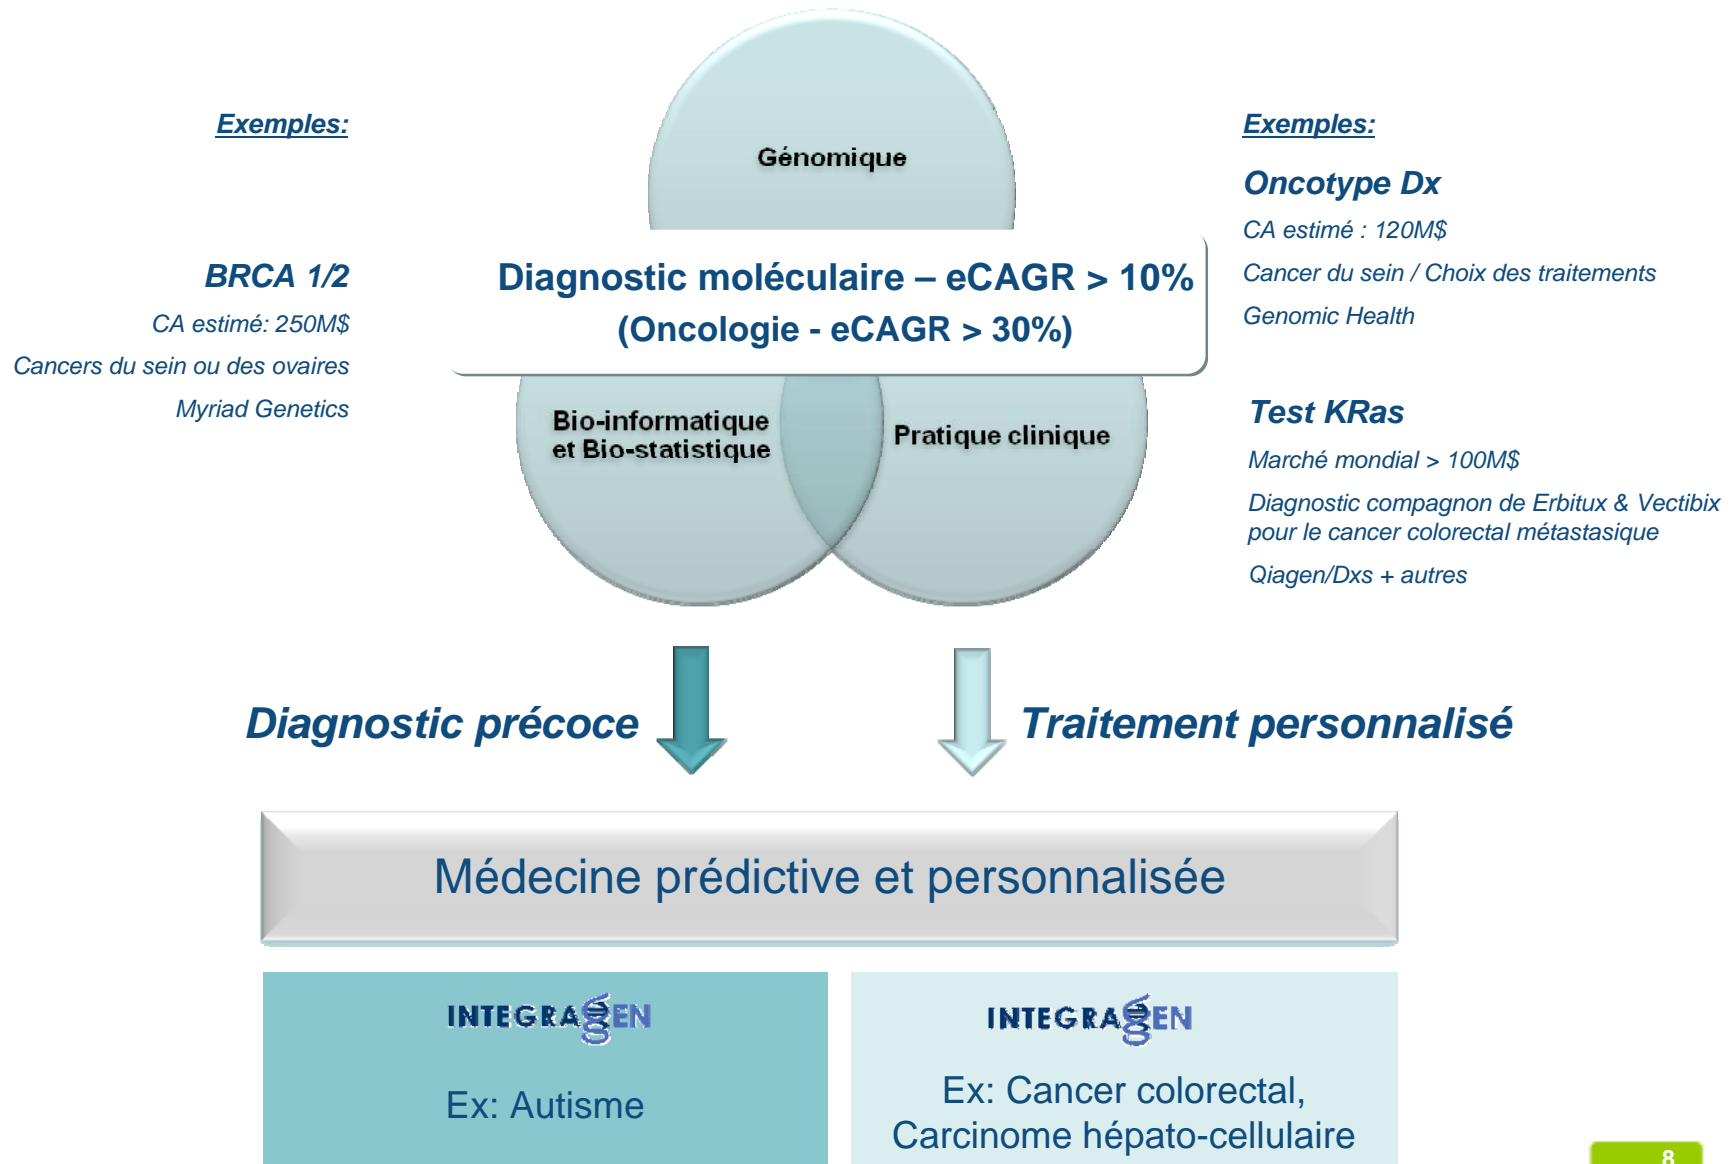 Génomique
Exemples:
BRCA 1/2
CA estimé: 250M$
Cancers du sein ou des ovaires
Myriad Genetics
Diagnostic moléculaire – eCAGR > 10%
(Oncologie - eCAGR > 30%)
Bio-informatique
et Bio-statistique
Pratique clinique
Exemples:
Oncotype Dx
CA estimé : 120M$
Cancer du sein / Choix des traitements
Genomic Health
Test KRas
Marché mondial > 100M$
Diagnostic compagnon de Erbitux & Vectibix
pour le cancer colorectal métastasique
Qiagen/Dxs + autres
Diagnostic précoce
Traitement personnalisé
Médecine prédictive et personnalisée
INTEGRAGEN
Ex: Autisme
INTEGRAGEN
Ex: Cancer colorectal,
Carcinome hépato-cellulaire
8